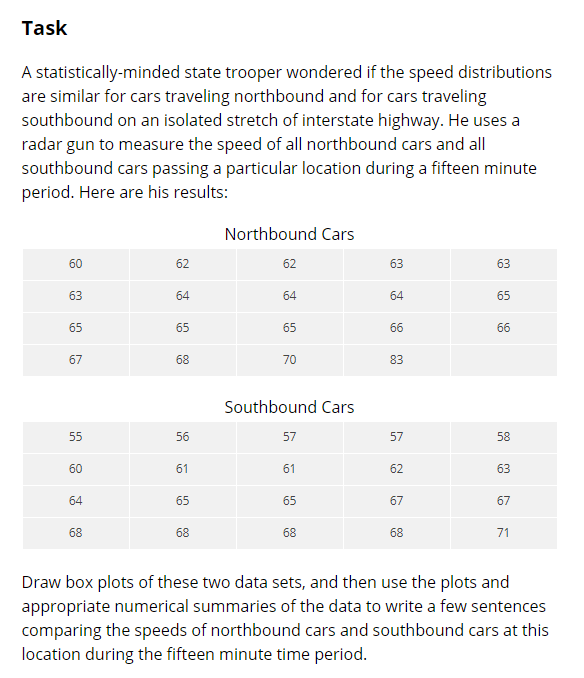 Task
A statistically-minded state trooper wondered if the speed distributions
are similar for cars traveling northbound and for cars traveling
southbound on an isolated stretch of interstate highway. He uses a
radar gun to measure the speed of all northbound cars and all
southbound cars passing a particular location during a fifteen minute
period. Here are his results:
Northbound Cars
60 62 62 63 63
63 64 64 64 65
65 65 65 66 66
67 68 70 83
Southbound Cars
55 56 57 57 58
60 61 61 62 63
64 65 65 67 67
68 68 68 68 71
Draw box plots of these two data sets, and then use the plots and
appropriate numerical summaries of the data to write a few sentences
comparing the speeds of northbound cars and southbound cars at this
location during the fifteen minute time period.